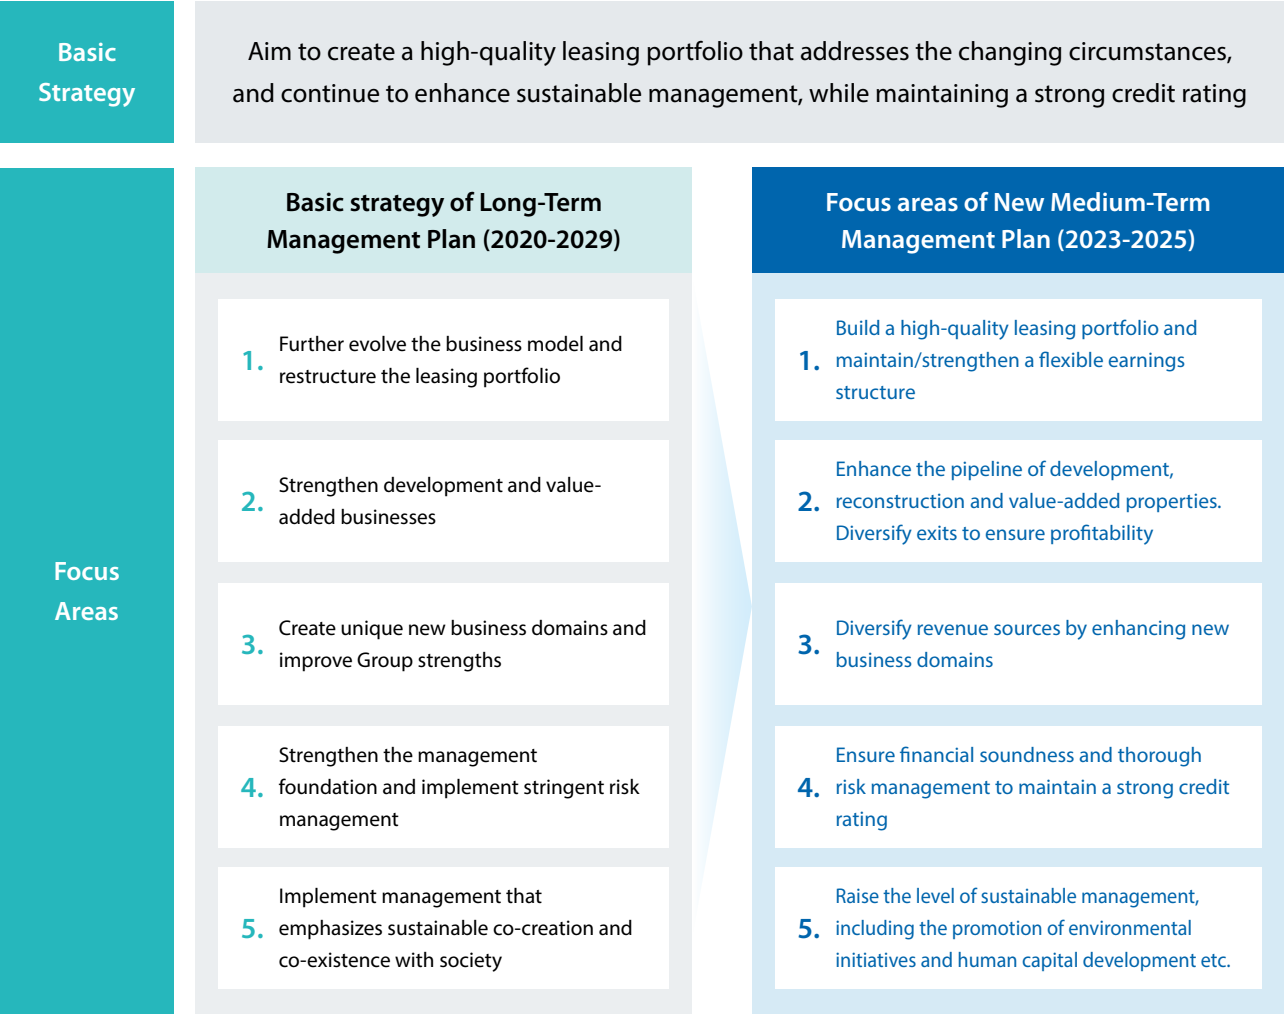 Basic
Strategy
Aim to create a high-quality leasing portfolio that addresses the changing circumstances,
and continue to enhance sustainable management, while maintaining a strong credit rating
Focus
Areas
Basic strategy of Long-Term
Management Plan (2020-2029)
1. Further evolve the business model and
restructure the leasing portfolio
2. Strengthen development and value-
added businesses
3. Create unique new business domains and
improve Group strengths
4. Strengthen the management
foundation and implement stringent risk
management
5. Implement management that
emphasizes sustainable co-creation and
co-existence with society
Focus areas of New Medium-Term
Management Plan (2023-2025)
1. Build a high-quality leasing portfolio and
maintain/strengthen a flexible earnings
structure
2. Enhance the pipeline of development,
reconstruction and value-added properties.
Diversify exits to ensure profitability
3. Diversify revenue sources by enhancing new
business domains
4. Ensure financial soundness and thorough
risk management to maintain a strong credit
rating
5. Raise the level of sustainable management,
including the promotion of environmental
initiatives and human capital development etc.